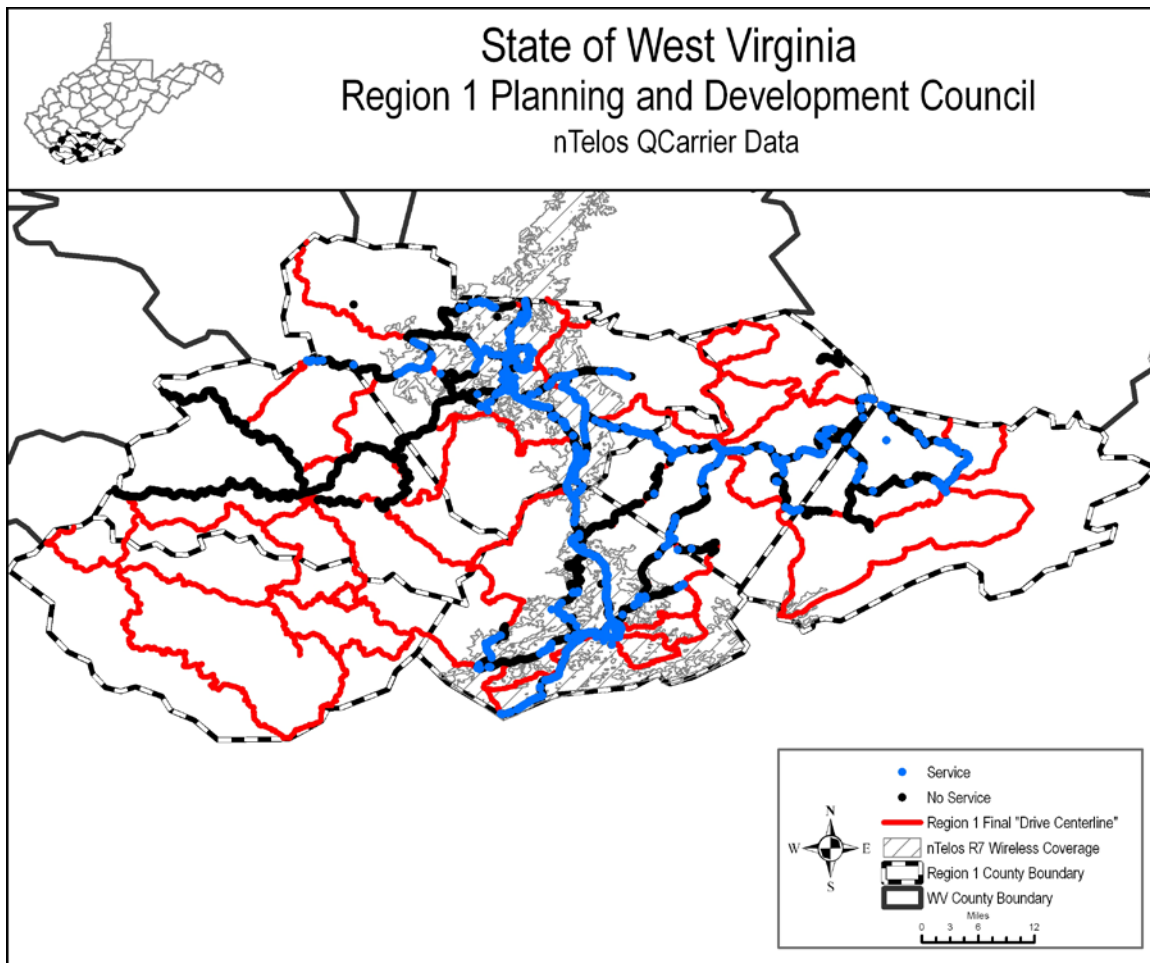 State of West Virginia
Region 1 Planning and Development Council
nTelos QCarrier Data
Service
No Service
Region 1 Final "Drive Centerline"
nTelos R7 Wireless Coverage
Region 1 County Boundary
WV County Boundary
N
W E
S
Miles
0 3 6 12